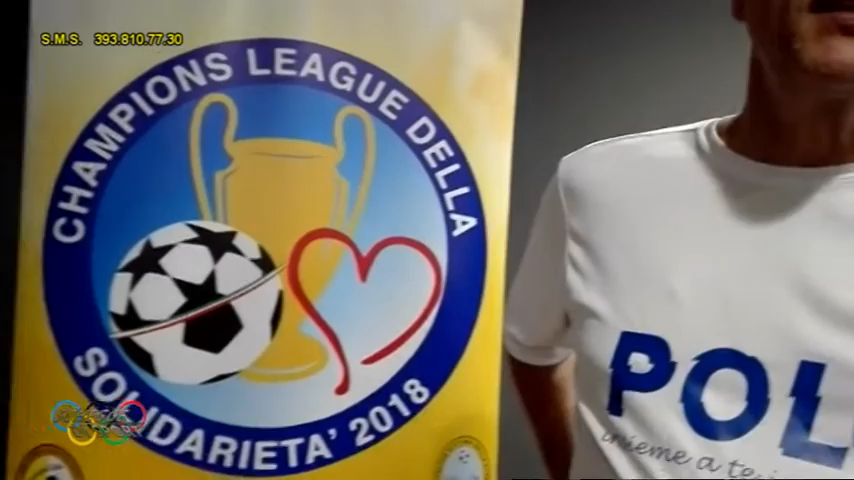 S.M.S. 393.810.77.30
CHAMPIONS LEAGUE DELLA
SOLIDARIETA' 2018
POL
insieme a te